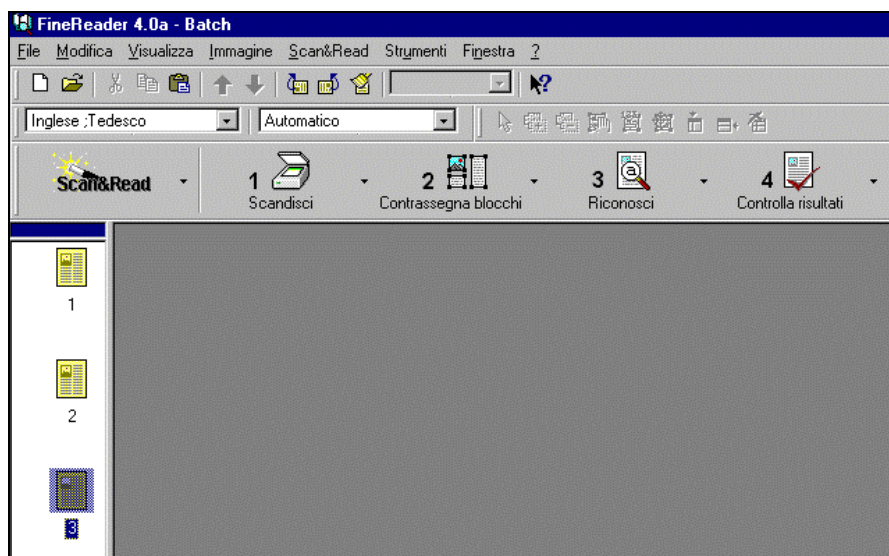 FineReader 4.0a - Batch
File Modifica Visualizza Immagine Scan&Read Strumenti Finestra ?
Inglese ;Tedesco Automatico
Scan&Read 1 2 3 4
Scandisci Contrassegna blocchi Riconosci Controlla risultati
1
2
3